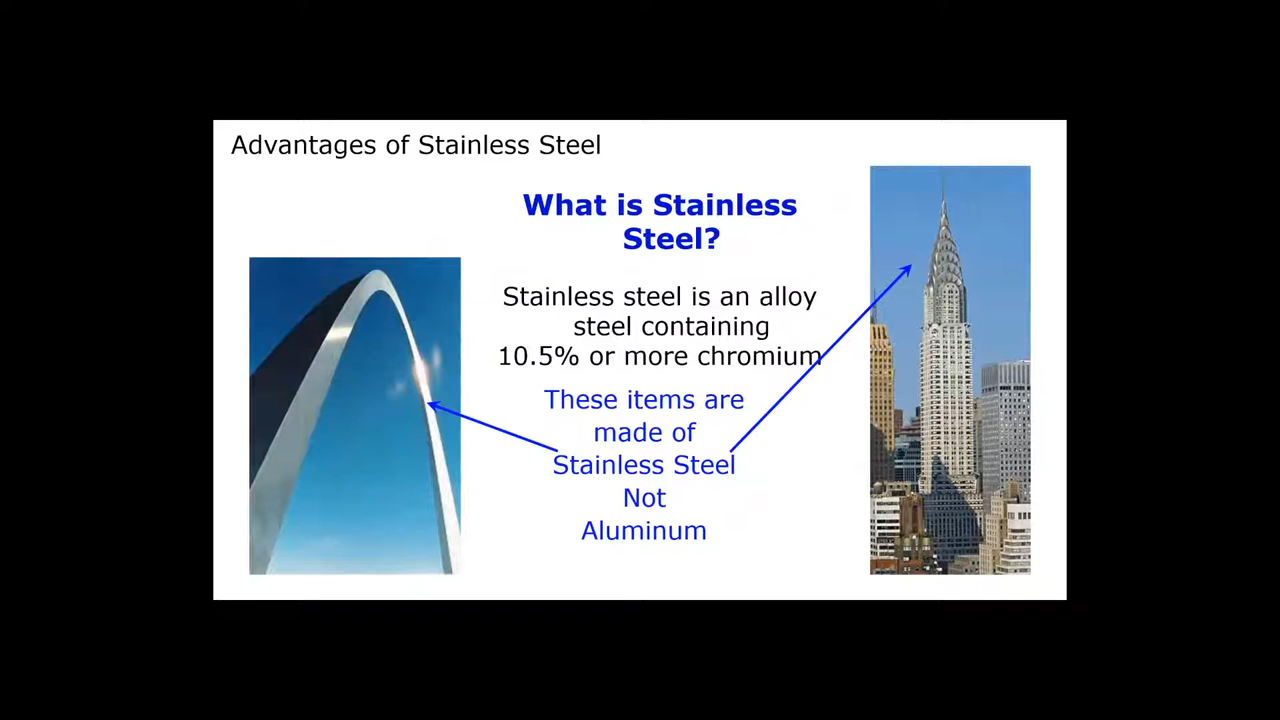 Advantages of Stainless Steel
What is Stainless
Steel?
Stainless steel is an alloy
steel containing
10.5% or more chromium
These items are
made of
Stainless Steel
Not
Aluminum